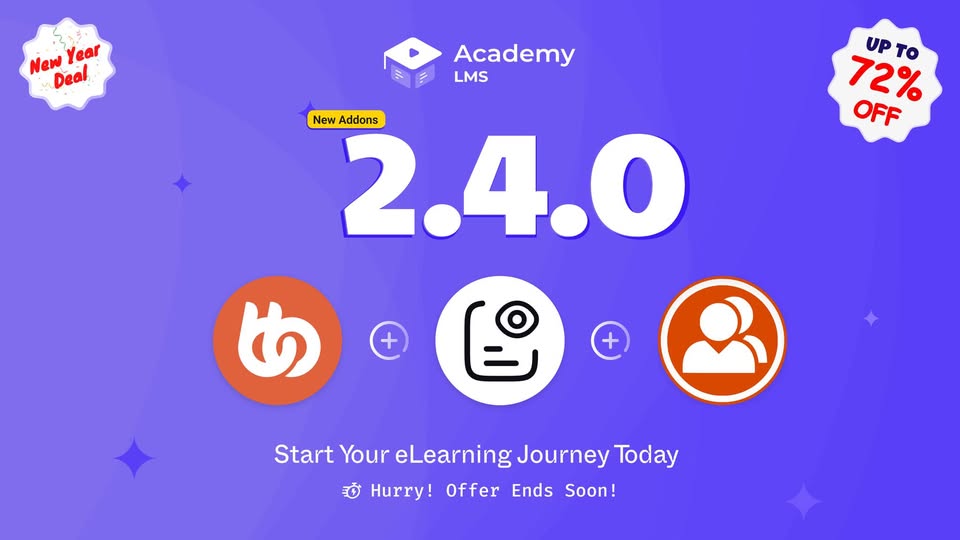 New Year
Deal
Academy
LMS
UP TO
72%
OFF
New Addons
2.4.0
Start Your eLearning Journey Today
Hurry! Offer Ends Soon!